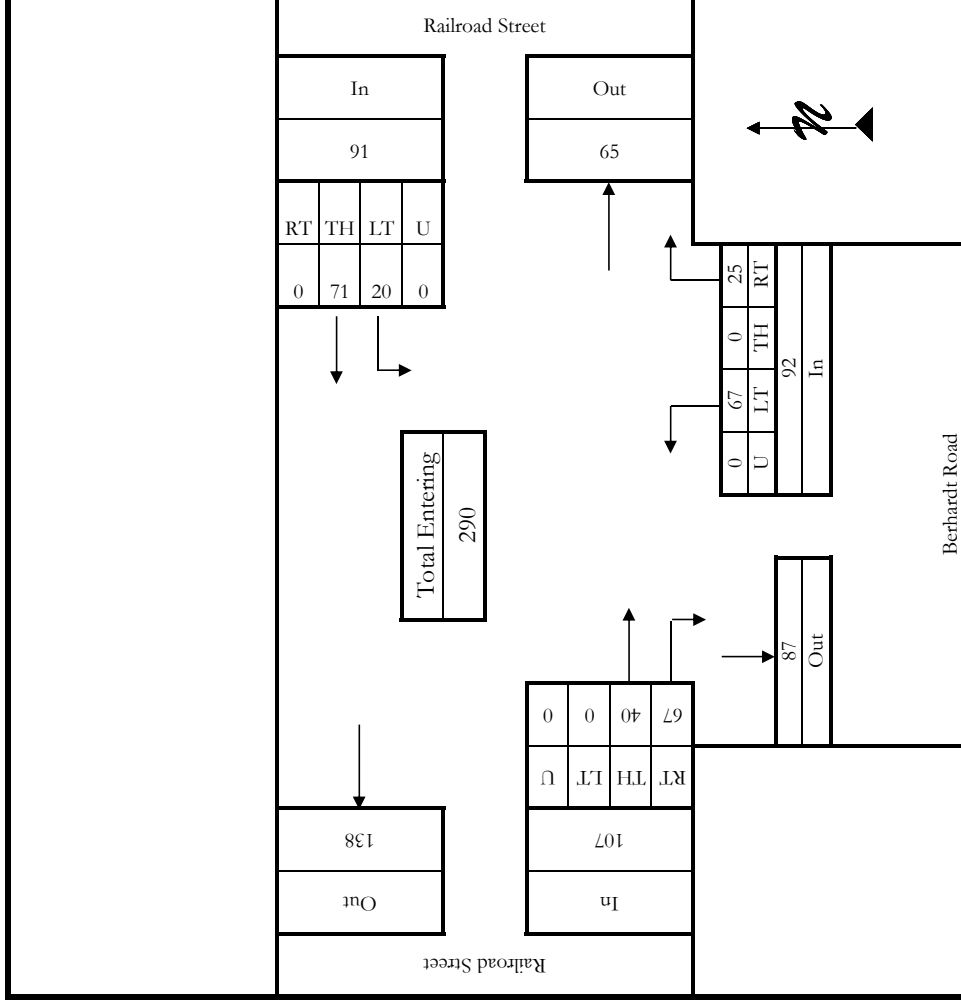 Railroad Street
In
Out
91
65
RT TH LT U
0 71 20 0
25 RT
0 TH
67 LT
0 U
92
In
Berhardt Road
Total Entering
290
87
Out
0 0 40 67
U LT TH RT
138
107
Out
In
Railroad Street
N